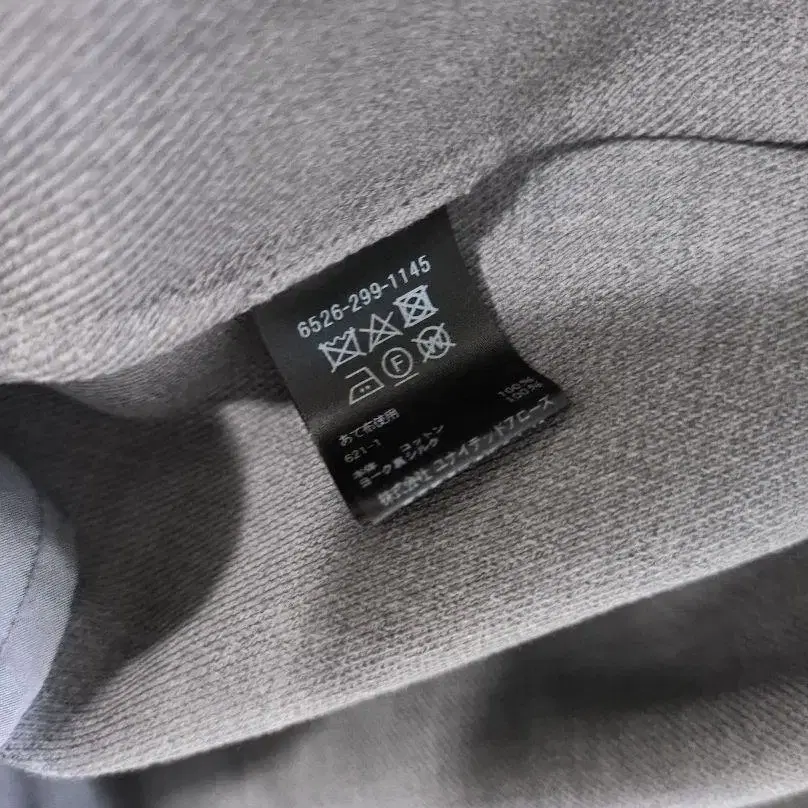 6526-299-1145
F
W
あて布使用
621-1
本体 コットン 100%
ヨーク裏 シルク 100%
株式会社 ユナイテッドアローズ